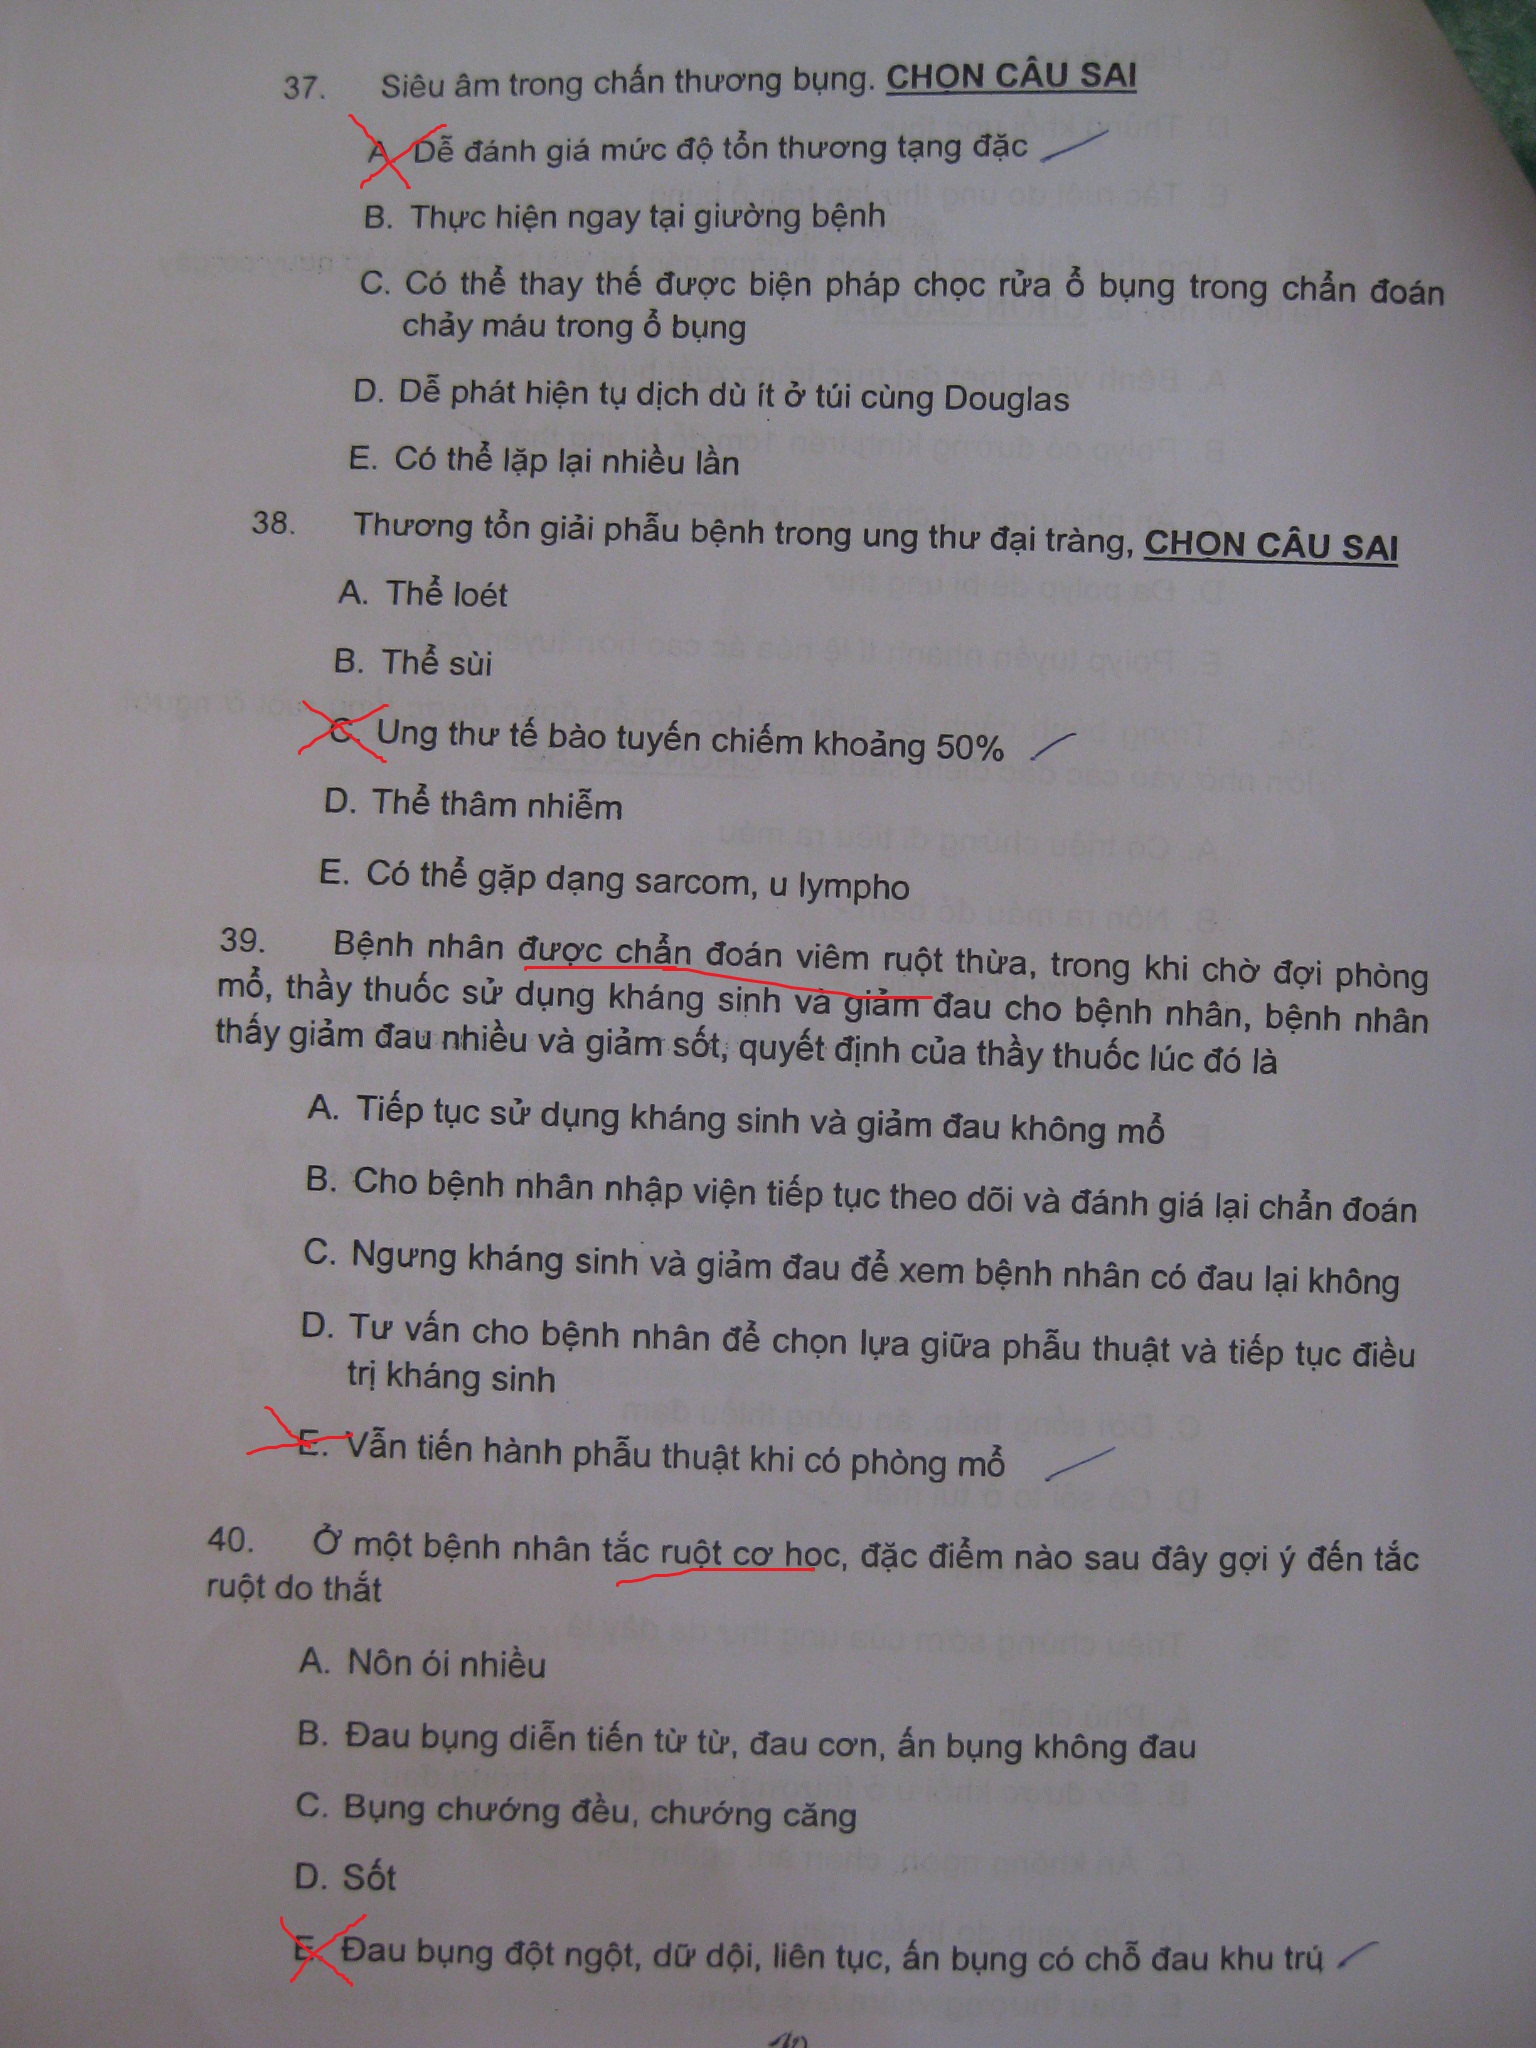 37. Siêu âm trong chấn thương bụng. CHỌN CÂU SAI
A. Dễ đánh giá mức độ tổn thương tạng đặc
B. Thực hiện ngay tại giường bệnh
C. Có thể thay thế được biện pháp chọc rửa ổ bụng trong chẩn đoán
chảy máu trong ổ bụng
D. Dễ phát hiện tụ dịch dù ít ở túi cùng Douglas
E. Có thể lặp lại nhiều lần
38. Thương tổn giải phẫu bệnh trong ung thư đại tràng, CHỌN CÂU SAI
A. Thể loét
B. Thể sùi
C. Ung thư tế bào tuyến chiếm khoảng 50%
D. Thể thâm nhiễm
E. Có thể gặp dạng sarcom, u lympho
39. Bệnh nhân được chẩn đoán viêm ruột thừa, trong khi chờ đợi phòng
mổ, thầy thuốc sử dụng kháng sinh và giảm đau cho bệnh nhân, bệnh nhân
thấy giảm đau nhiều và giảm sốt, quyết định của thầy thuốc lúc đó là
A. Tiếp tục sử dụng kháng sinh và giảm đau không mổ
B. Cho bệnh nhân nhập viện tiếp tục theo dõi và đánh giá lại chẩn đoán
C. Ngưng kháng sinh và giảm đau để xem bệnh nhân có đau lại không
D. Tư vấn cho bệnh nhân để chọn lựa giữa phẫu thuật và tiếp tục điều
trị kháng sinh
E. Vẫn tiến hành phẫu thuật khi có phòng mổ
40. Ở một bệnh nhân tắc ruột cơ học, đặc điểm nào sau đây gợi ý đến tắc
ruột do thắt
A. Nôn ói nhiều
B. Đau bụng diễn tiến từ từ, đau cơn, ấn bụng không đau
C. Bụng chướng đều, chướng căng
D. Sốt
E. Đau bụng đột ngột, dữ dội, liên tục, ấn bụng có chỗ đau khu trú